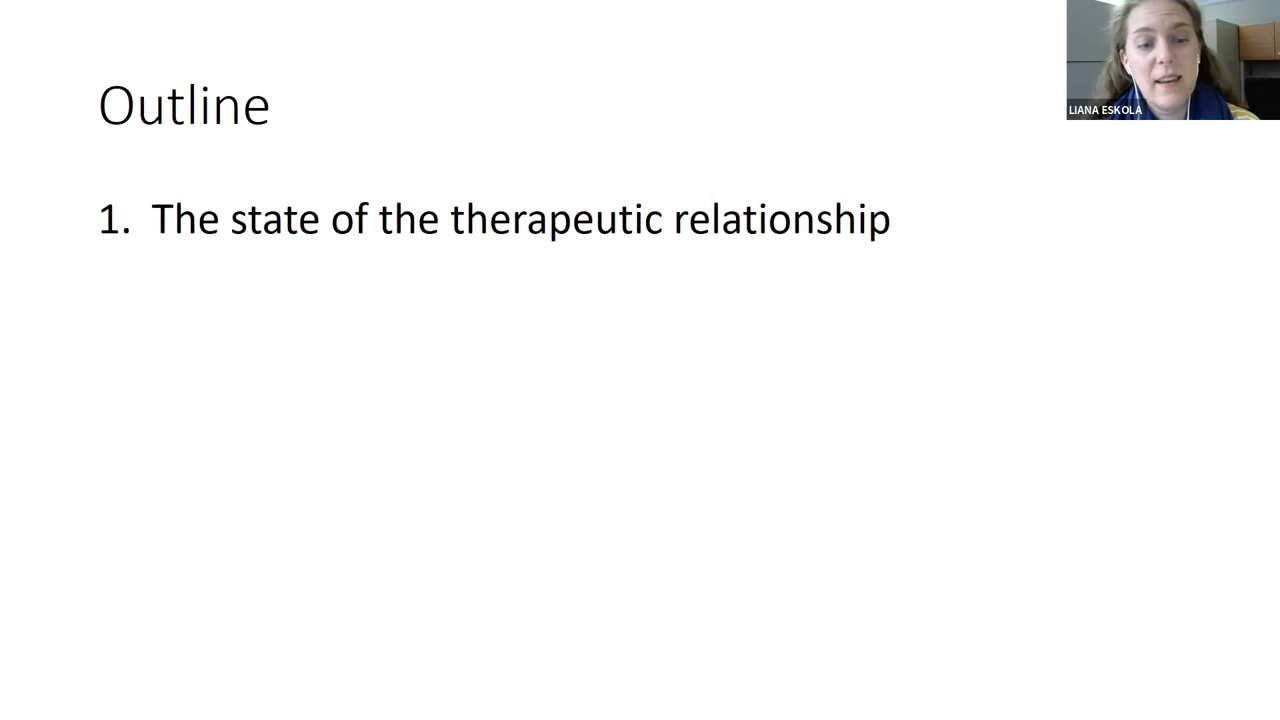 Outline
LIANA ESKOLA
1. The state of the therapeutic relationship